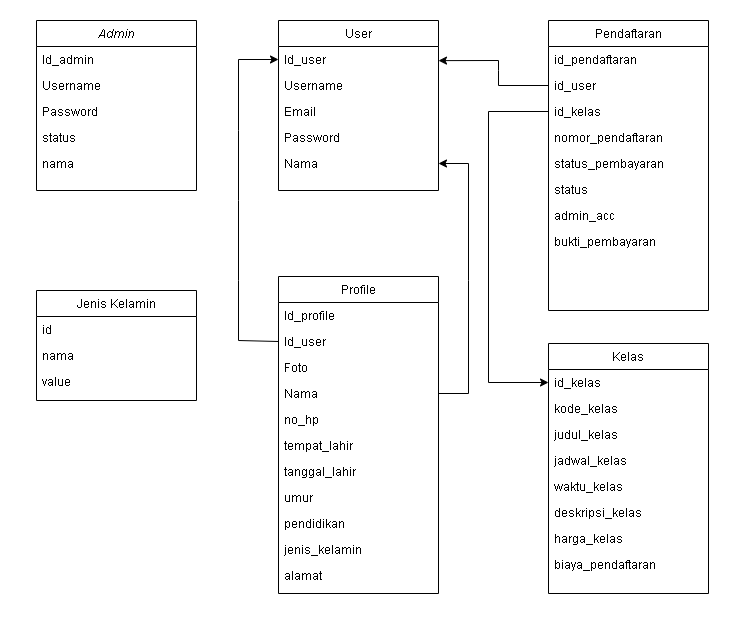 Admin
Id_admin
Username
Password
status
nama
User
Id_user
Username
Email
Password
Nama
Pendaftaran
id_pendaftaran
id_user
id_kelas
nomor_pendaftaran
status_pembayaran
status
admin_acc
bukti_pembayaran
Jenis Kelamin
id
nama
value
Profile
Id_profile
Id_user
Foto
Nama
no_hp
tempat_lahir
tanggal_lahir
umur
pendidikan
jenis_kelamin
alamat
Kelas
id_kelas
kode_kelas
judul_kelas
jadwal_kelas
waktu_kelas
deskripsi_kelas
harga_kelas
biaya_pendaftaran